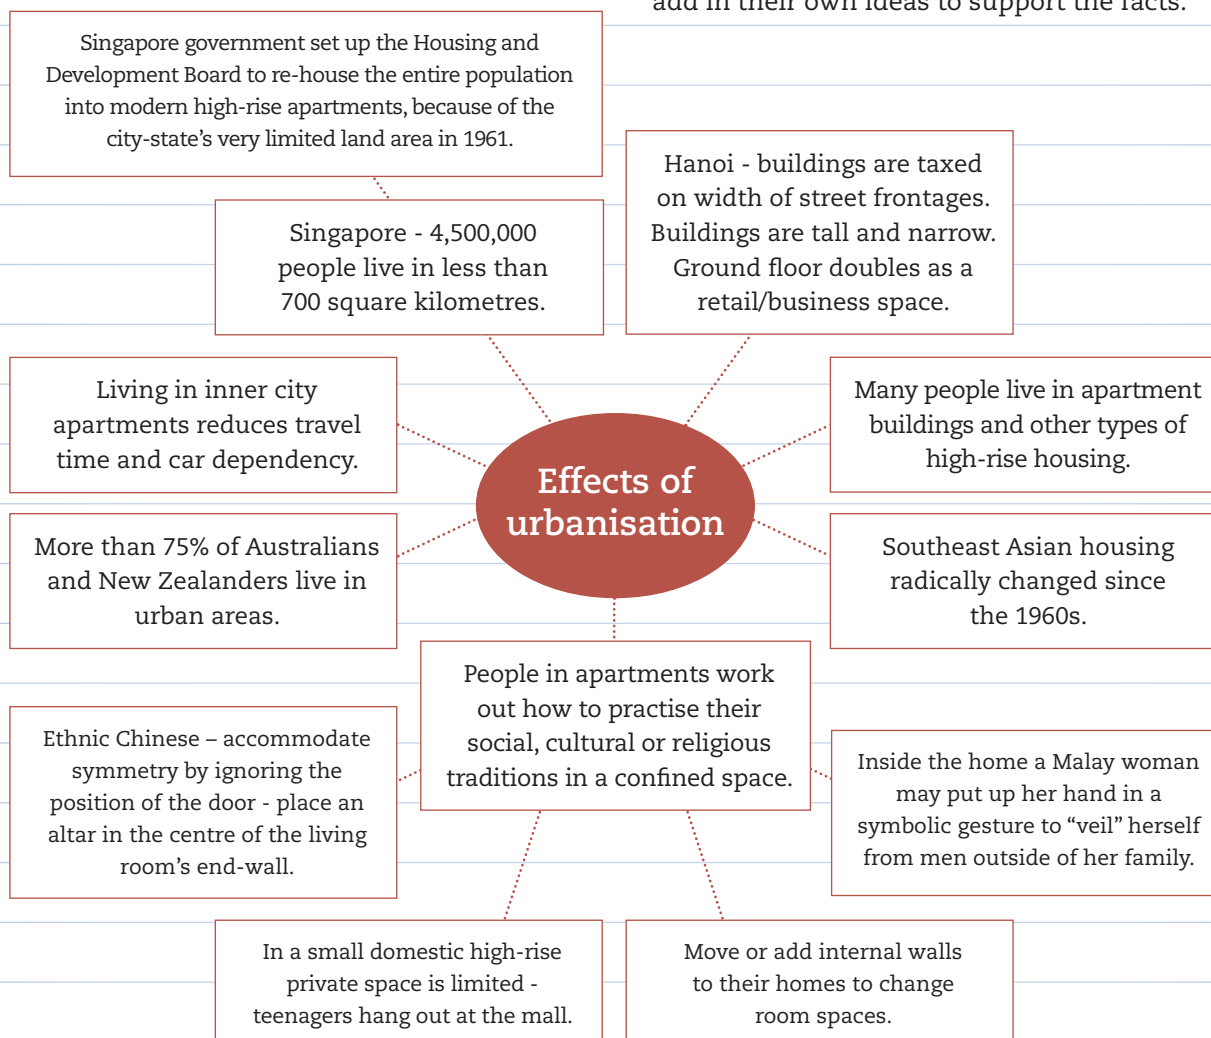 add in their own ideas to support the facts.
Singapore government set up the Housing and
Development Board to re-house the entire population
into modern high-rise apartments, because of the
city-state's very limited land area in 1961.
Hanoi - buildings are taxed
on width of street frontages.
Buildings are tall and narrow.
Ground floor doubles as a
retail/business space.
Singapore - 4,500,000
people live in less than
700 square kilometres.
Living in inner city
apartments reduces travel
time and car dependency.
Many people live in apartment
buildings and other types of
high-rise housing.
Effects of
urbanisation
More than 75% of Australians
and New Zealanders live in
urban areas.
Southeast Asian housing
radically changed since
the 1960s.
People in apartments work
out how to practise their
social, cultural or religious
traditions in a confined space.
Ethnic Chinese – accommodate
symmetry by ignoring the
position of the door - place an
altar in the centre of the living
room's end-wall.
Inside the home a Malay woman
may put up her hand in a
symbolic gesture to “veil” herself
from men outside of her family.
In a small domestic high-rise
private space is limited -
teenagers hang out at the mall.
Move or add internal walls
to their homes to change
room spaces.